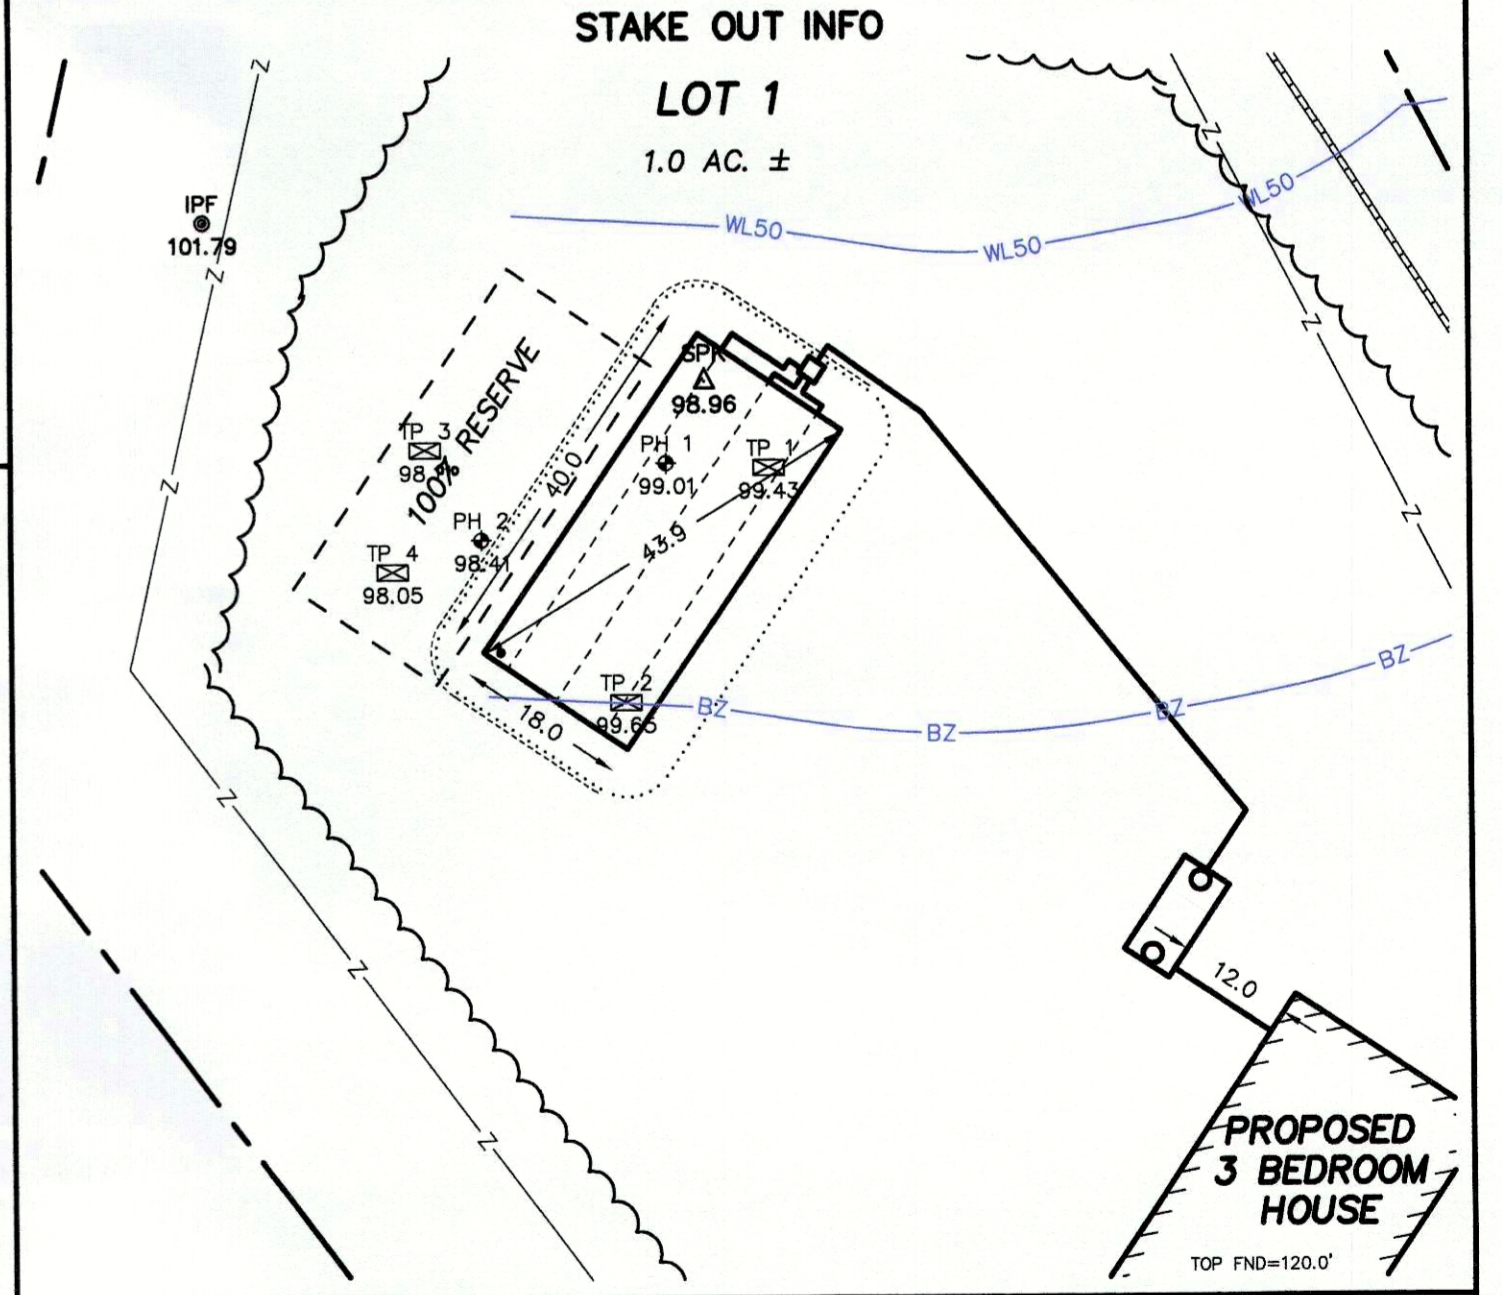 STAKE OUT INFO
LOT 1
1.0 AC. ±
Z
Z
IPF
101.79
Z
WL50
WL50
WL50
Z
Z
SPK
98.96
100% RESERVE
TP 3
PH 1
99.01
TP 1
99.43
40.0
Z
Z
PH 2
98.41
43.9
TP 4
98.05
TP 2
99.65
18.0
BZ
BZ
BZ
BZ
Z
Z
12.0
PROPOSED
3 BEDROOM
HOUSE
TOP FND=120.0'
Z